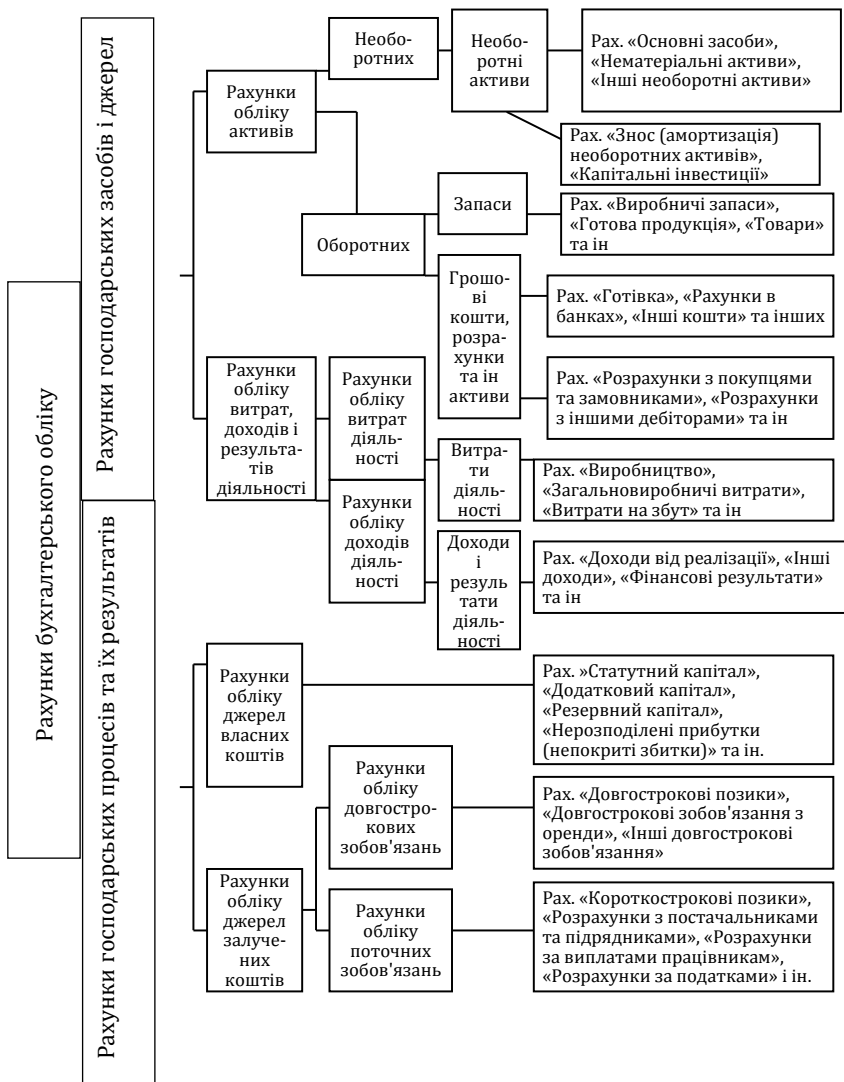 Рахунки бухгалтерського обліку
Рахунки господарських засобів і джерел
Рахунки господарських процесів та їх результатів
Рахунки
обліку
активів
Необо-
ротних
Необо-
ротні
активи
Рах. «Основні засоби»,
«Нематеріальні активи»,
«Інші необоротні активи»
Рах. «Знос (амортизація)
необоротних активів»,
«Капітальні інвестиції»
Оборотних
Запаси
Рах. «Виробничі запаси»,
«Готова продукція», «Товари»
та ін
Грошо-
ві
кошти,
розра-
хунки
та ін
активи
Рах. «Готівка», «Рахунки в
банках», «Інші кошти» та інших
Рах. «Розрахунки з покупцями
та замовниками», «Розрахунки
з іншими дебіторами» та ін
Рахунки
обліку
витрат,
доходів і
результа-
тів
діяльності
Рахунки
обліку
витрат
діяль-
ності
Витра-
ти
діяль-
ності
Рах. «Виробництво»,
«Загальновиробничі витрати»,
«Витрати на збут» та ін
Рахунки
обліку
доходів
діяль-
ності
Доходи
і
резуль
тати
діяль-
ності
Рах. «Доходи від реалізації», «Інші
доходи», «Фінансові результати»
та ін
Рахунки
обліку
джерел
власних
коштів
Рах. »Статутний капітал»,
«Додатковий капітал»,
«Резервний капітал»,
«Нерозподілені прибутки
(непокриті збитки)» та ін.
Рахунки
обліку
джерел
залуче-
них
коштів
Рахунки
обліку
довгостро-
кових
зобов'язань
Рах. «Довгострокові позики»,
«Довгострокові зобов'язання з
оренди», «Інші довгострокові
зобов'язання»
Рахунки
обліку
поточних
зобов'язань
Рах. «Короткострокові позики»,
«Розрахунки з постачальниками
та підрядниками», «Розрахунки
за виплатами працівникам»,
«Розрахунки за податками» і ін.